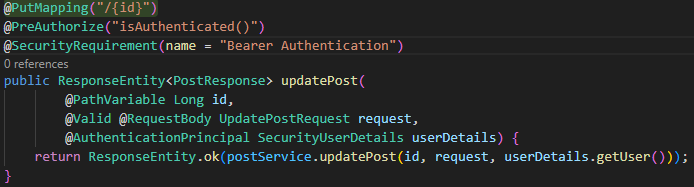 @PutMapping("/{id}")
@PreAuthorize("isAuthenticated()")
@SecurityRequirement(name = "Bearer Authentication")
0 references
public ResponseEntity<PostResponse> updatePost(
        @PathVariable Long id,
        @Valid @RequestBody UpdatePostRequest request,
        @AuthenticationPrincipal SecurityUserDetails userDetails) {
    return ResponseEntity.ok(postService.updatePost(id, request, userDetails.getUser()));
}